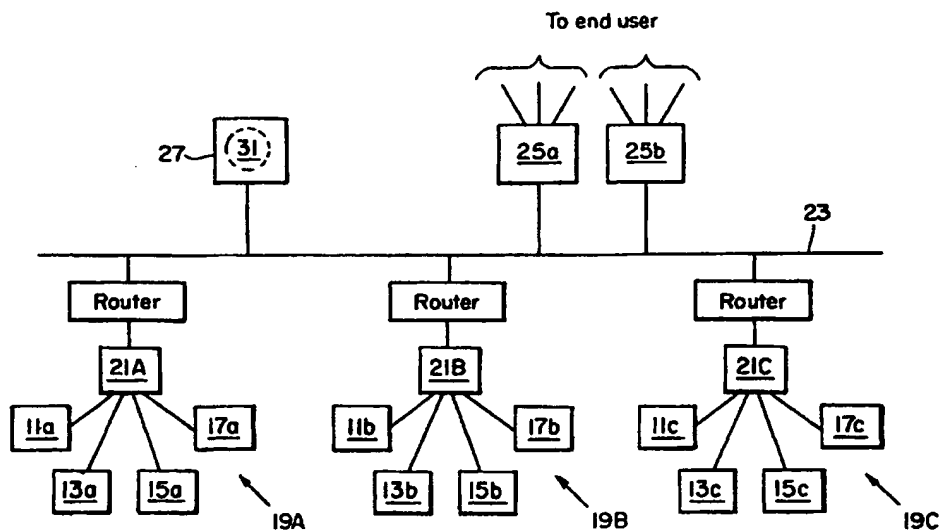 To end user
27
31
25a
25b
23
Router
Router
Router
21A
21B
21C
11a
17a
11b
17b
11c
17c
13a
15a
13b
15b
13c
15c
19A
19B
19C